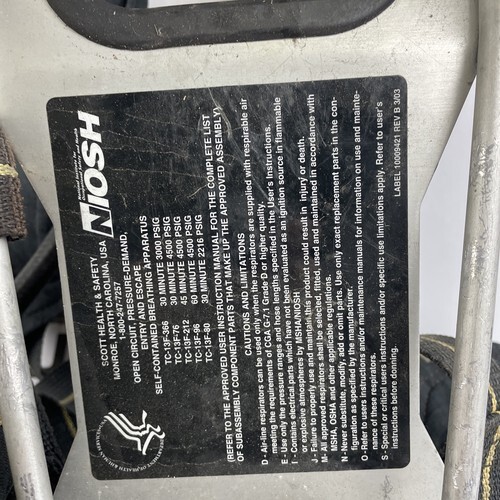 NIOSH
SCOTT HEALTH & SAFETY
MONROE, NORTH CAROLINA, USA
1-800-247-7257
OPEN CIRCUIT, PRESSURE-DEMAND,
ENTRY AND ESCAPE
SELF-CONTAINED BREATHING APPARATUS
TC-13F-366 30 MINUTE 3000 PSIG
TC-13F-76 30 MINUTE 4500 PSIG
TC-13F-212 45 MINUTE 4500 PSIG
TC-13F-96 60 MINUTE 4500 PSIG
TC-13F-80 30 MINUTE 2216 PSIG
(REFER TO THE APPROVED USER INSTRUCTION MANUAL FOR THE COMPLETE LIST
OF SUBASSEMBLY COMPONENT PARTS THAT MAKE UP THE APPROVED ASSEMBLY)
CAUTIONS AND LIMITATIONS
D - Air-line respirators can be used only when the respirators are supplied with respirable air
meeting the requirements of CGA G-7.1 Grade D or higher quality.
E - Use only the pressure ranges and hose lengths specified in the User's Instructions.
I - Contains electrical parts which have not been evaluated as an ignition source in flammable
or explosive atmospheres by MSHA/NIOSH
J - Failure to properly use and maintain this product could result in injury or death.
M- All approved respirators shall be selected, fitted, used and maintained in accordance with
MSHA, OSHA and other applicable regulations.
N - Never substitute, modify, add or omit parts. Use only exact replacement parts in the con-
figuration as specified by the manufacturer.
O - Refer to users instructions and/or maintenance manuals for information on use and mainte-
nance of these respirators.
S - Special or critical users instructions and/or specific use limitations apply. Refer to user's
instructions before donning.
LABEL 10009421 REV B 3/03